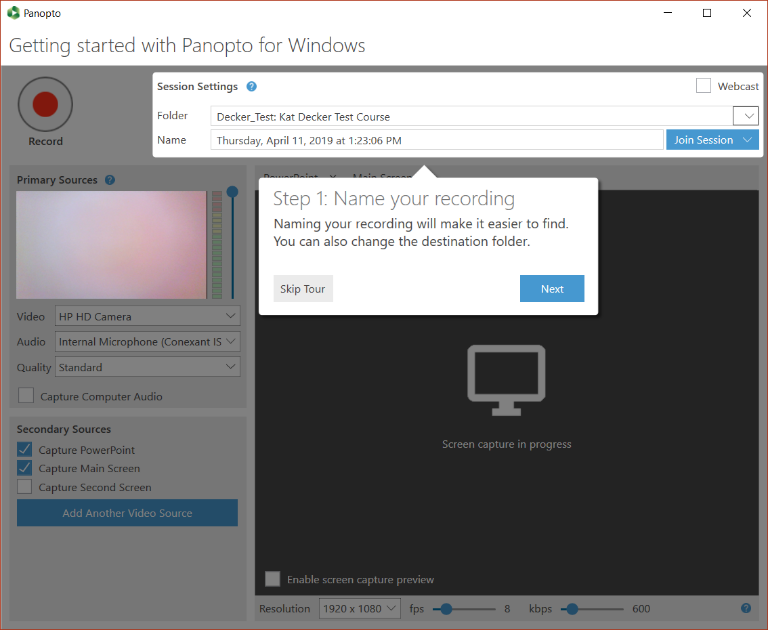 Panopto
Getting started with Panopto for Windows
Record
Session Settings ?
Webcast
Folder
Decker_Test: Kat Decker Test Course
Name
Thursday, April 11, 2019 at 1:23:06 PM
Join Session
Primary Sources ?
PowerPoint
Main Screen
Step 1: Name your recording
Naming your recording will make it easier to find.
You can also change the destination folder.
Skip Tour
Next
Video
HP HD Camera
Audio
Internal Microphone (Conexant IS
Quality
Standard
Capture Computer Audio
Secondary Sources
Capture PowerPoint
Capture Main Screen
Capture Second Screen
Add Another Video Source
Screen capture in progress
Enable screen capture preview
Resolution
1920 x 1080
fps
8
kbps
600
?